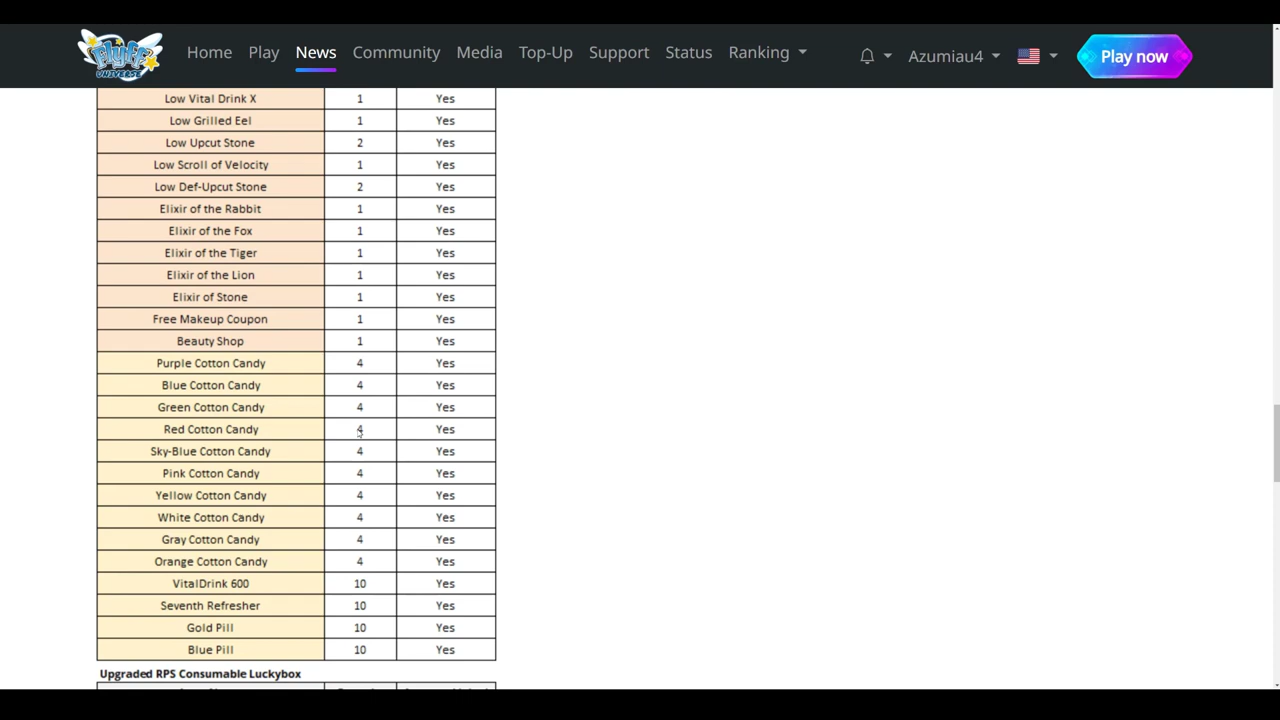 Flyff
UNIVERSE
Home Play News Community Media Top-Up Support Status Ranking Azumiau4 Play now
Low Vital Drink X 1 Yes
Low Grilled Eel 1 Yes
Low Upcut Stone 2 Yes
Low Scroll of Velocity 1 Yes
Low Def-Upcut Stone 2 Yes
Elixir of the Rabbit 1 Yes
Elixir of the Fox 1 Yes
Elixir of the Tiger 1 Yes
Elixir of the Lion 1 Yes
Elixir of Stone 1 Yes
Free Makeup Coupon 1 Yes
Beauty Shop 1 Yes
Purple Cotton Candy 4 Yes
Blue Cotton Candy 4 Yes
Green Cotton Candy 4 Yes
Red Cotton Candy 4 Yes
Sky-Blue Cotton Candy 4 Yes
Pink Cotton Candy 4 Yes
Yellow Cotton Candy 4 Yes
White Cotton Candy 4 Yes
Gray Cotton Candy 4 Yes
Orange Cotton Candy 4 Yes
VitalDrink 600 10 Yes
Seventh Refresher 10 Yes
Gold Pill 10 Yes
Blue Pill 10 Yes
Upgraded RPS Consumable Luckybox